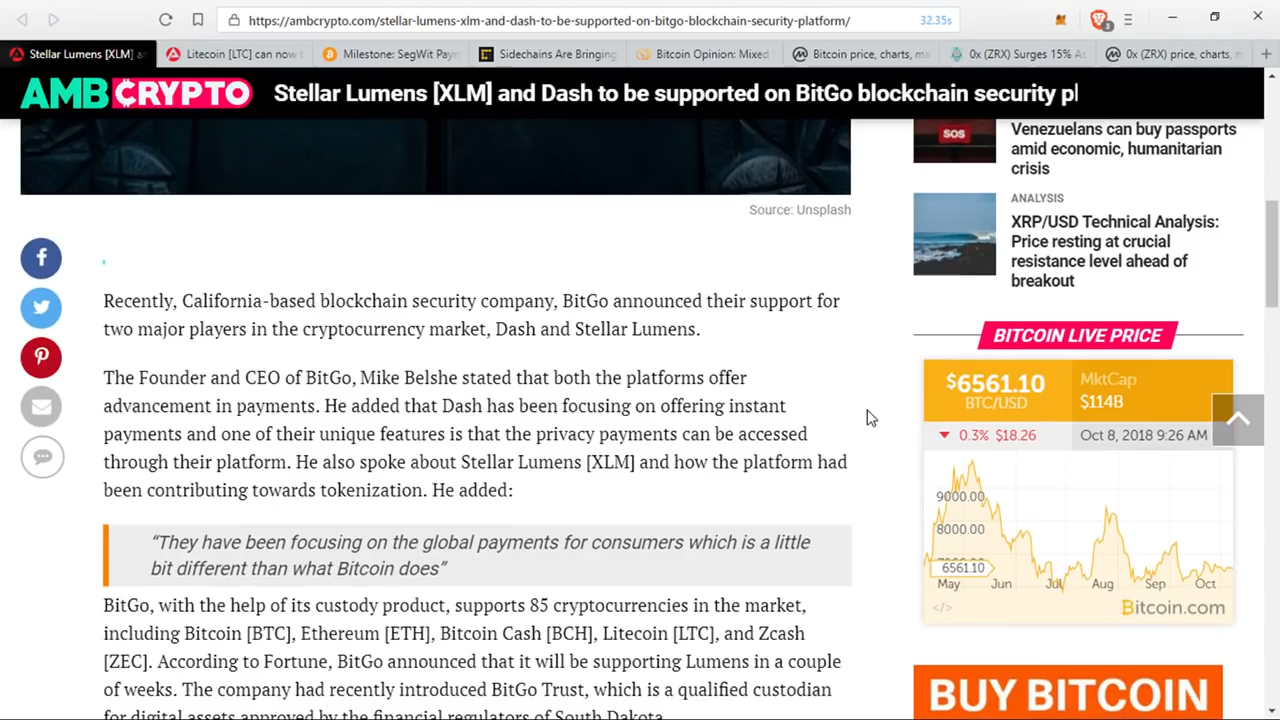 https://ambcrypto.com/stellar-lumens-xlm-and-dash-to-be-supported-on-bitgo-blockchain-security-platform/
32.35s
3
Stellar Lumens [XLM] a
Litecoin [LTC] can now
Milestone: SegWit Pay
Sidechains Are Bringing
Bitcoin Opinion: Mixed
Bitcoin price, charts, ma
0x (ZRX) Surges 15% As
0x (ZRX) price, charts, m
AMB CRYPTO
Stellar Lumens [XLM] and Dash to be supported on BitGo blockchain security pl
SOS
Venezuelans can buy passports
amid economic, humanitarian
crisis
Source: Unsplash
ANALYSIS
XRP/USD Technical Analysis:
Price resting at crucial
resistance level ahead of
breakout
Recently, California-based blockchain security company, BitGo announced their support for
two major players in the cryptocurrency market, Dash and Stellar Lumens.
The Founder and CEO of BitGo, Mike Belshe stated that both the platforms offer
advancement in payments. He added that Dash has been focusing on offering instant
payments and one of their unique features is that the privacy payments can be accessed
through their platform. He also spoke about Stellar Lumens [XLM] and how the platform had
been contributing towards tokenization. He added:
“They have been focusing on the global payments for consumers which is a little
bit different than what Bitcoin does”
BitGo, with the help of its custody product, supports 85 cryptocurrencies in the market,
including Bitcoin [BTC], Ethereum [ETH], Bitcoin Cash [BCH], Litecoin [LTC], and Zcash
[ZEC]. According to Fortune, BitGo announced that it will be supporting Lumens in a couple
of weeks. The company had recently introduced BitGo Trust, which is a qualified custodian
for digital assets approved by the financial regulators of South Dakota.
BITCOIN LIVE PRICE
$6561.10
BTC/USD
MktCap
$114B
0.3% $18.26
Oct 8, 2018 9:26 AM
9000.00
8000.00
6561.10
May Jun Jul Aug Sep Oct
</>
Bitcoin.com
BUY BITCOIN